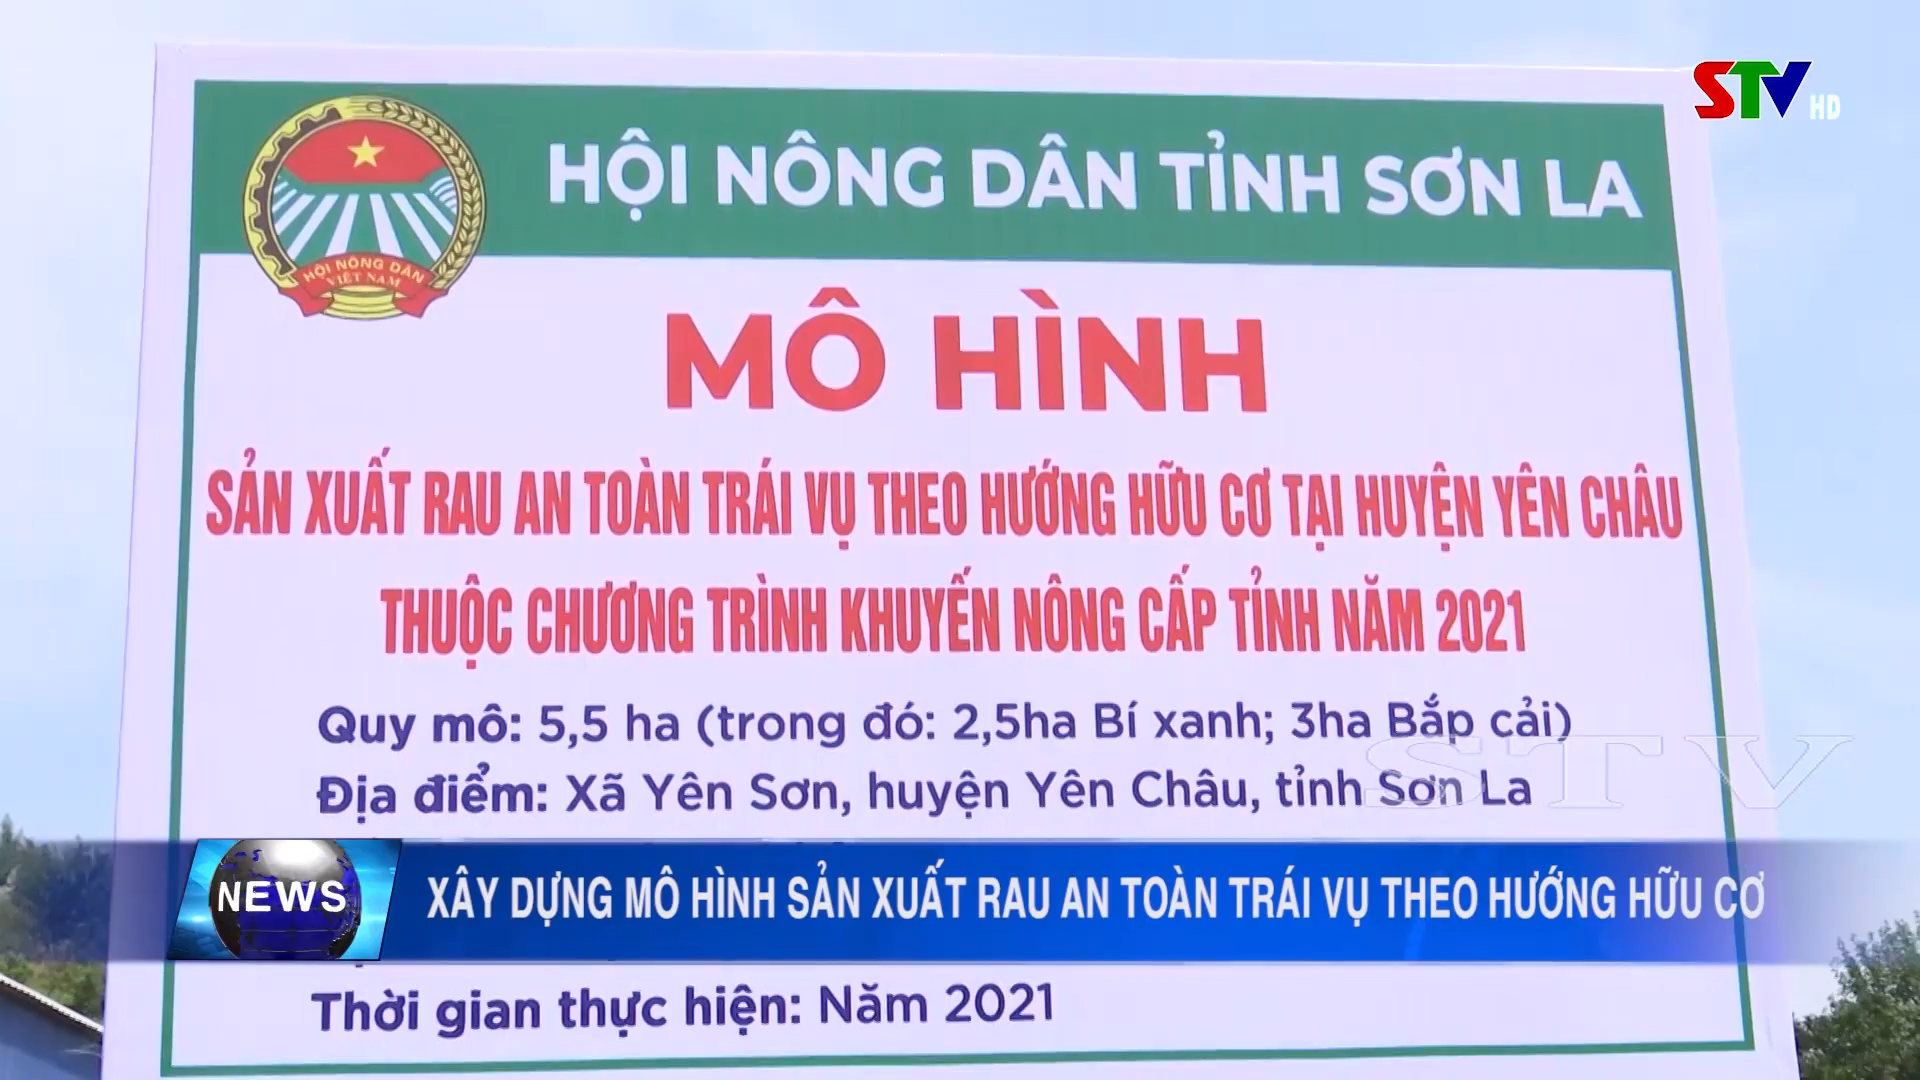 STV HD
HỘI NÔNG DÂN TỈNH SƠN LA
HỘI NÔNG DÂN
VIỆT NAM
MÔ HÌNH
SẢN XUẤT RAU AN TOÀN TRÁI VỤ THEO HƯỚNG HỮU CƠ TẠI HUYỆN YÊN CHÂU
THUỘC CHƯƠNG TRÌNH KHUYẾN NÔNG CẤP TỈNH NĂM 2021
Quy mô: 5,5 ha (trong đó: 2,5ha Bí xanh; 3ha Bắp cải)
STV
Địa điểm: Xã Yên Sơn, huyện Yên Châu, tỉnh Sơn La
NEWS XÂY DỰNG MÔ HÌNH SẢN XUẤT RAU AN TOÀN TRÁI VỤ THEO HƯỚNG HỮU CƠ
Thời gian thực hiện: Năm 2021